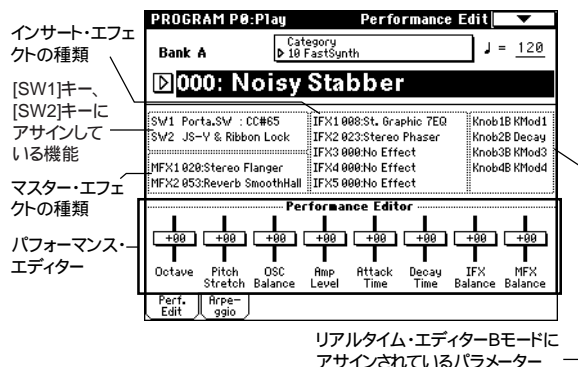 インサート・エフェ
クトの種類
[SW1]キー、
[SW2]キーに
アサインして
いる機能
マスター・エフェ
クトの種類
パフォーマンス・
エディター
PROGRAM P0:Play Performance Edit
Bank A
Category
10 FastSynth
♩ = 120
000: Noisy Stabber
SW1 Porta.SW :CC#65
SW2 JS-Y & Ribbon Lock
MFX1 020:Stereo Flanger
MFX2 053:Reverb SmoothHall
IFX1 008:St. Graphic 7EQ
IFX2 023:Stereo Phaser
IFX3 000:No Effect
IFX4 000:No Effect
IFX5 000:No Effect
Knob1B KMod1
Knob2B Decay
Knob3B KMod3
Knob4B KMod4
Performance Editor
+00 +00 +00 +00 +00 +00 +00 +00
Octave Pitch Stretch OSC Balance Amp Level Attack Time Decay Time IFX Balance MFX Balance
Perf. Edit Arpe-ggio
リアルタイム・エディターBモードに
アサインされているパラメーター